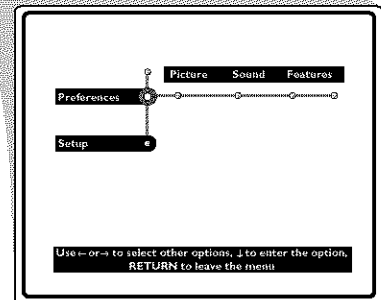 Picture Sound Features
Preferences
Setup
Use ← or → to select other options, ↓ to enter the option,
RETURN to leave the menu